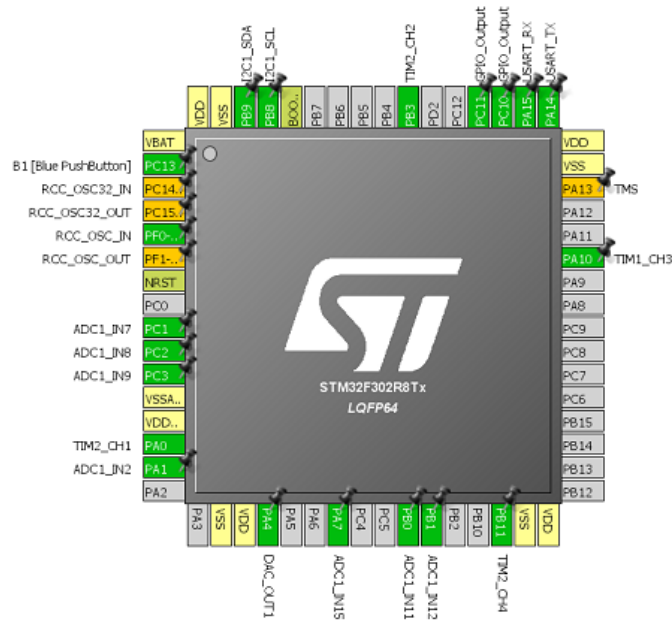 I2C1_SDA
I2C1_SCL
TIM2_CH2
GPIO_Output
GPIO_Output
USART_RX
USART_TX
VDD
VSS
PB9
PB8
BOO..
PB7
PB6
PB5
PB4
PB3
PD2
PC12
PC11
PC10
PA15
PA14
VBAT
B1 [Blue PushButton] PC13
RCC_OSC32_IN PC14..
RCC_OSC32_OUT PC15..
RCC_OSC_IN PF0-..
RCC_OSC_OUT PF1-..
NRST
PC0
ADC1_IN7 PC1
ADC1_IN8 PC2
ADC1_IN9 PC3
VSSA..
VDD..
TIM2_CH1 PA0
ADC1_IN2 PA1
PA2
ST
STM32F302R8Tx
LQFP64
VDD
VSS
PA13 TMS
PA12
PA11
PA10 TIM1_CH3
PA9
PA8
PC9
PC8
PC7
PC6
PB15
PB14
PB13
PB12
PA3
VSS
VDD
PA4
PA5
PA6
PA7
PC4
PC5
PB0
PB1
PB2
PB10
PB11
VSS
VDD
DAC_OUT1
ADC1_IN15
ADC1_IN11
ADC1_IN12
TIM2_CH4